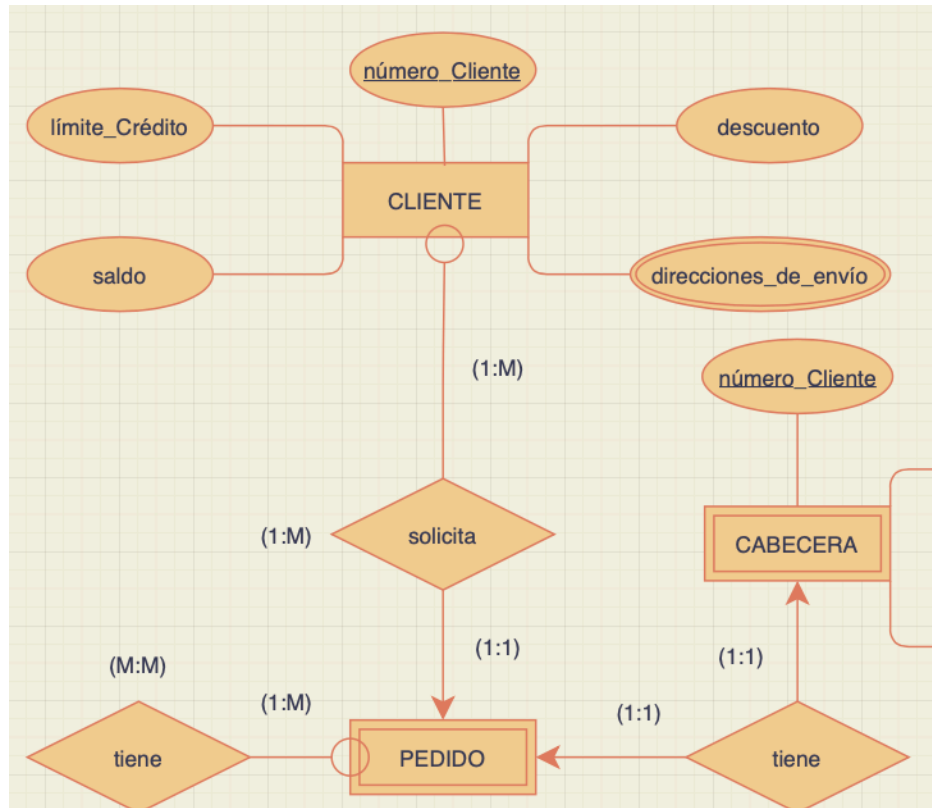 número_Cliente
límite_Crédito
descuento
CLIENTE
saldo
direcciones_de_envío
(1:M)
número_Cliente
(1:M)
solicita
CABECERA
(1:1)
(1:1)
(M:M)
(1:M)
(1:1)
tiene
PEDIDO
tiene